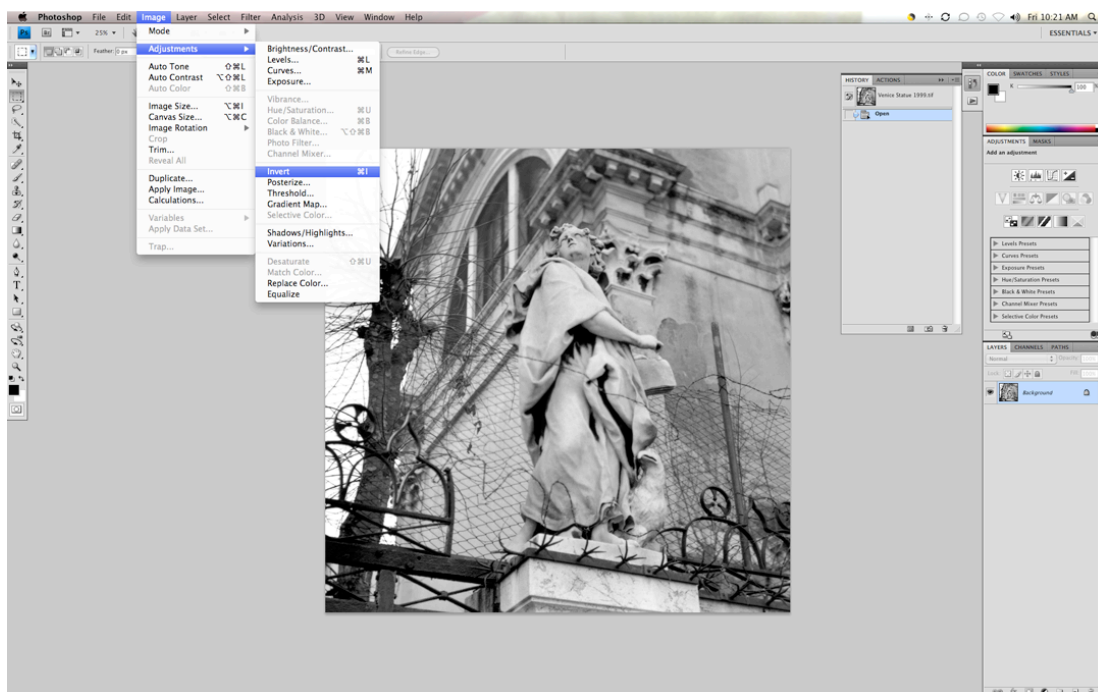 Photoshop File Edit Image Layer Select Filter Analysis 3D View Window Help Fri 10:21 AM
Ps Br 25%
ESSENTIALS
Feather: 0 px
Refine Edge...
Mode
Adjustments
Auto Tone ⇧⌘L
Auto Contrast ⌥⇧⌘L
Auto Color ⇧⌘B
Image Size... ⌥⌘I
Canvas Size... ⌥⌘C
Image Rotation
Crop
Trim...
Reveal All
Duplicate...
Apply Image...
Calculations...
Variables
Apply Data Set...
Trap...
Brightness/Contrast...
Levels... ⌘L
Curves... ⌘M
Exposure...
Vibrance...
Hue/Saturation... ⌘U
Color Balance... ⌘B
Black & White... ⌥⇧⌘B
Photo Filter...
Channel Mixer...
Invert ⌘I
Posterize...
Threshold...
Gradient Map...
Selective Color...
Shadows/Highlights...
Variations...
Desaturate ⇧⌘U
Match Color...
Replace Color...
Equalize
HISTORY ACTIONS
Venice Statue 1999.tif
Open
COLOR SWATCHES STYLES
K 100 %
ADJUSTMENTS MASKS
Add an adjustment
Levels Presets
Curves Presets
Exposure Presets
Hue/Saturation Presets
Black & White Presets
Channel Mixer Presets
Selective Color Presets
LAYERS CHANNELS PATHS
Normal Opacity:
Lock: Fill:
Background